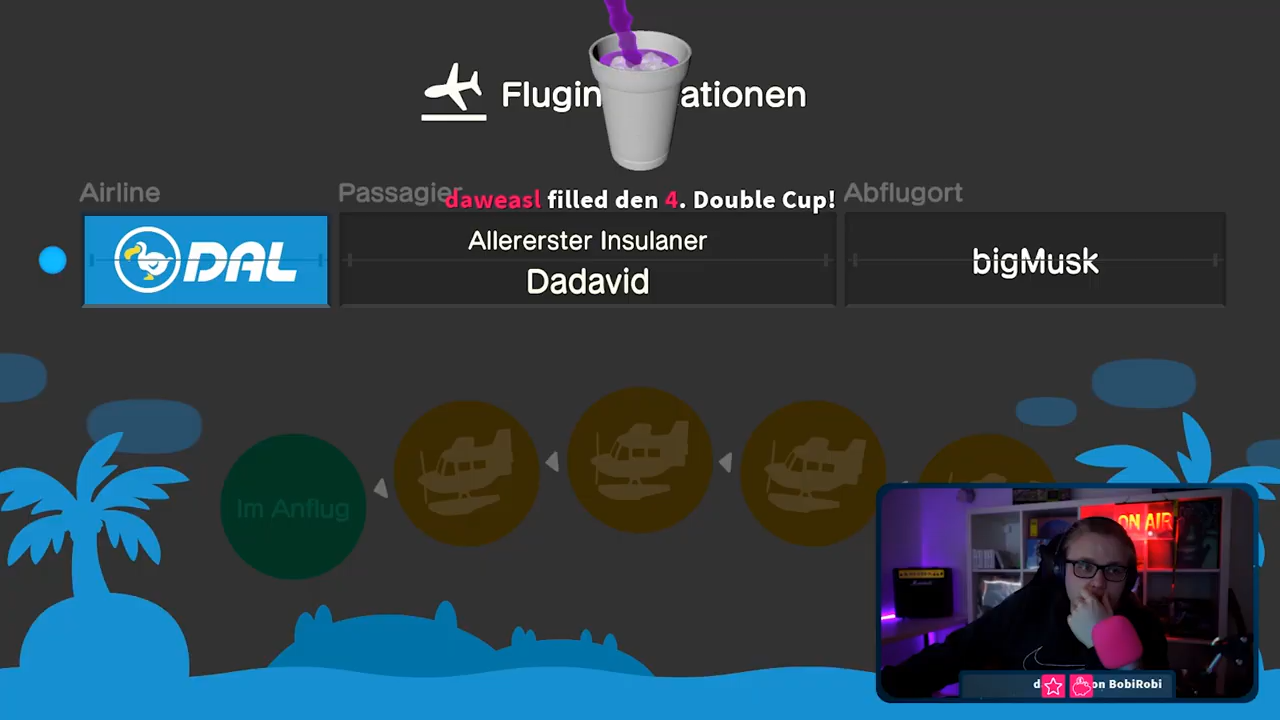 Flugin ationen
Airline
Passagier
daweasl filled den 4. Double Cup!
Abflugort
DAL
Allererster Insulaner
Dadavid
bigMusk
Im Anflug
ON AIR
on BobiRobi